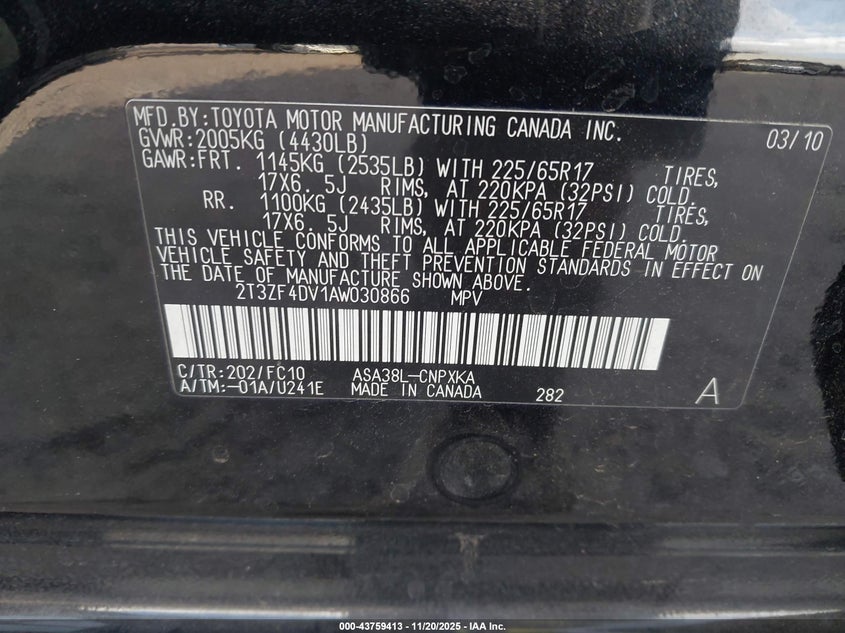 MFD.BY:TOYOTA MOTOR MANUFACTURING CANADA INC. 03/10
GVWR:2005KG (4430LB)
GAWR:FRT. 1145KG (2535LB) WITH 225/65R17 TIRES,
17X6. 5J RIMS, AT 220KPA (32PSI) COLD.
RR. 1100KG (2435LB) WITH 225/65R17 TIRES,
17X6. 5J RIMS, AT 220KPA (32PSI) COLD.
THIS VEHICLE CONFORMS TO ALL APPLICABLE FEDERAL MOTOR
VEHICLE SAFETY AND THEFT PREVENTION STANDARDS IN EFFECT ON
THE DATE OF MANUFACTURE SHOWN ABOVE.
2T3ZF4DV1AW030866 MPV
C/TR:202/FC10 ASA38L-CNPXKA
A/TM:-01A/U241E MADE IN CANADA 282 A
000-43759413 - 11/20/2025 - IAA Inc.